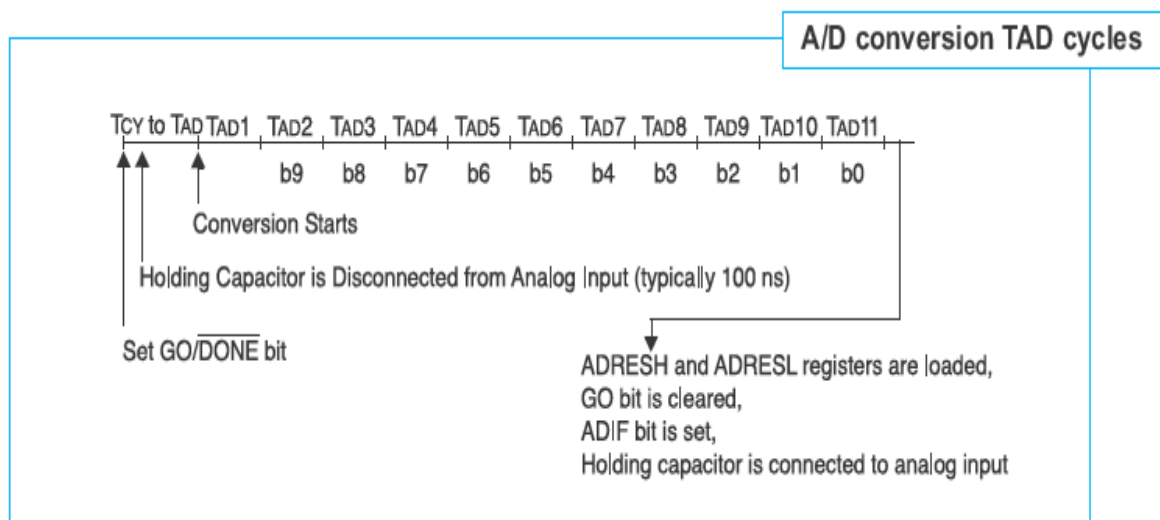 A/D conversion TAD cycles
TCY to TAD TAD1 TAD2 TAD3 TAD4 TAD5 TAD6 TAD7 TAD8 TAD9 TAD10 TAD11
b9 b8 b7 b6 b5 b4 b3 b2 b1 b0
Conversion Starts
Holding Capacitor is Disconnected from Analog Input (typically 100 ns)
Set GO/D̅O̅N̅E̅ bit
ADRESH and ADRESL registers are loaded,
GO bit is cleared,
ADIF bit is set,
Holding capacitor is connected to analog input